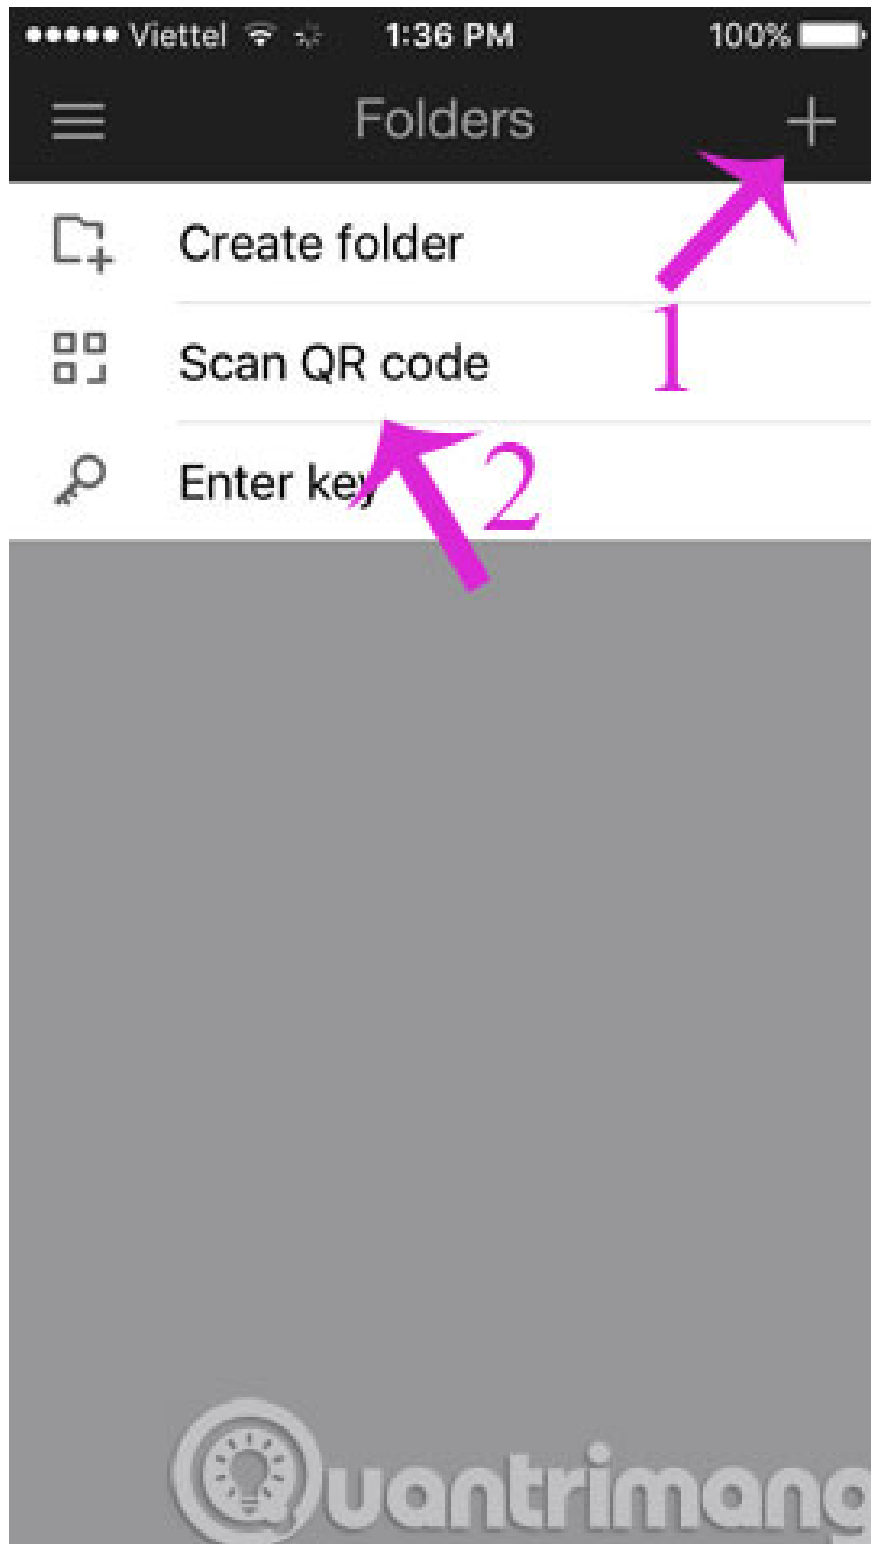 Viettel 1:36 PM 100%
Folders
Create folder
1
Scan QR code
2
Enter key
Quantrimang